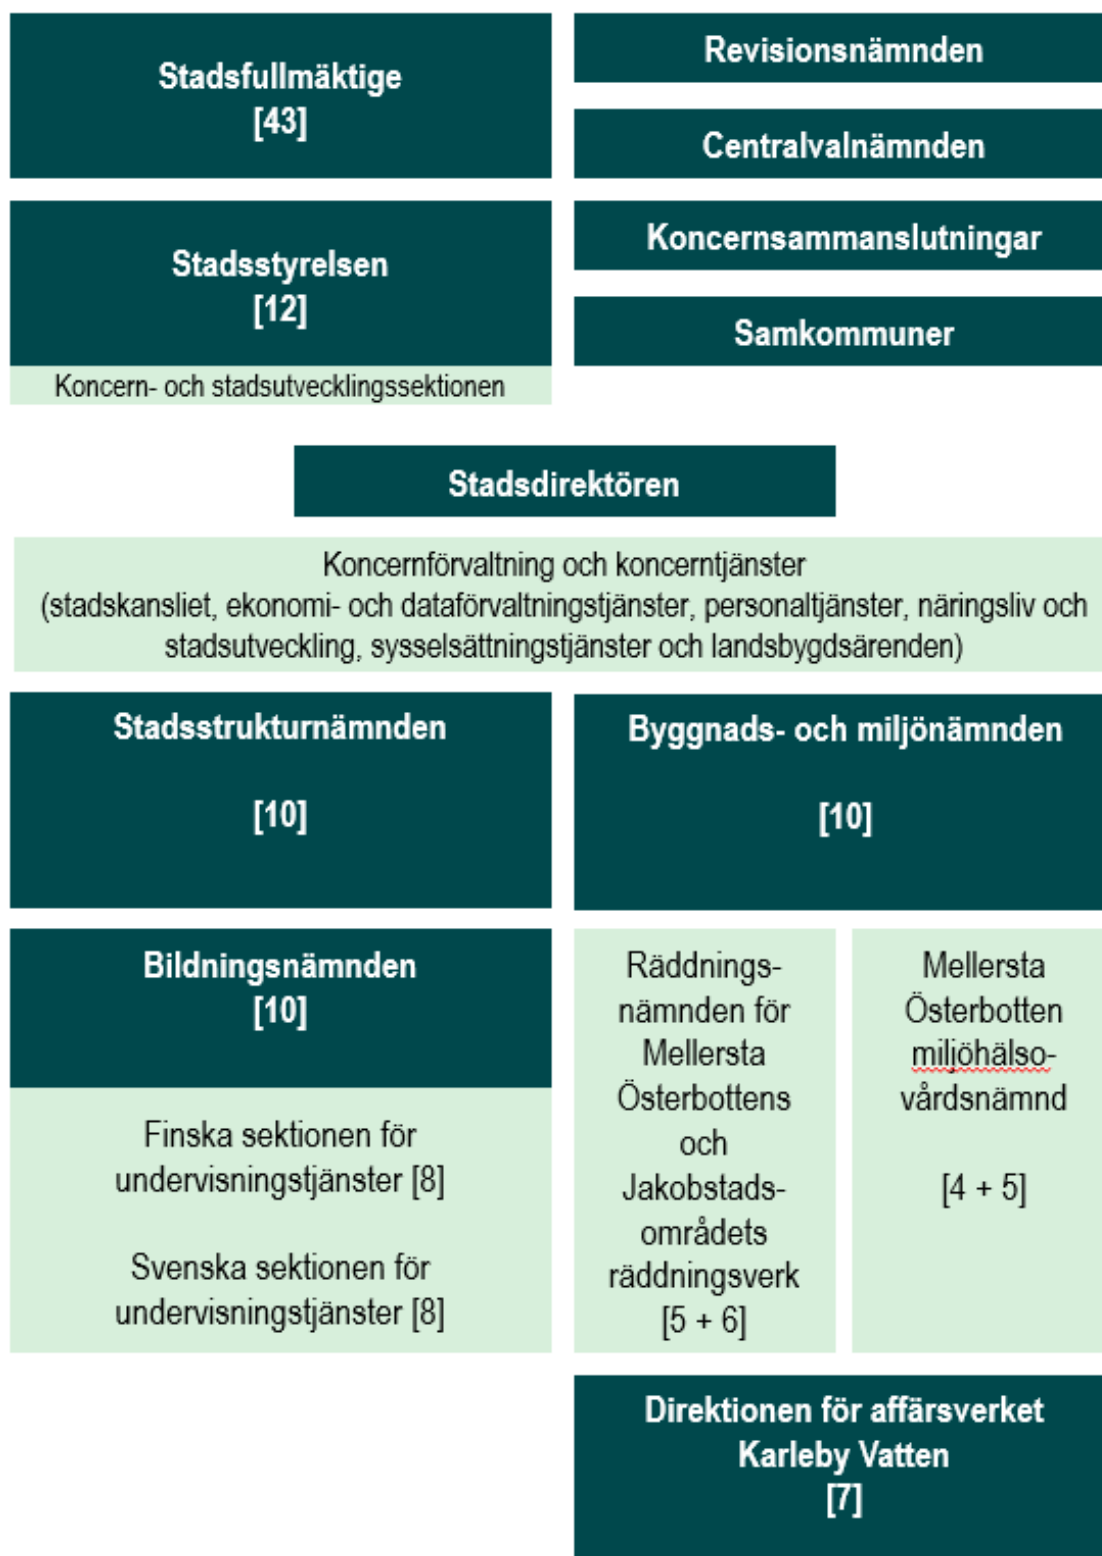 Stadsfullmäktige
[43]
Revisionsnämnden
Centralvalnämnden
Stadsstyrelsen
[12]
Koncern- och stadsutvecklingssektionen
Koncernsammanslutningar
Samkommuner
Stadsdirektören
Koncernförvaltning och koncerntjänster
(stadskansliet, ekonomi- och dataförvaltningstjänster, personaltjänster, näringsliv och
stadsutveckling, sysselsättningstjänster och landsbygdsärenden)
Stadsstrukturnämnden
[10]
Byggnads- och miljönämnden
[10]
Bildningsnämnden
[10]
Finska sektionen för
undervisningstjänster [8]
Svenska sektionen för
undervisningstjänster [8]
Räddnings-
nämnden för
Mellersta
Österbottens
och
Jakobstads-
områdets
räddningsverk
[5 + 6]
Mellersta
Österbotten
miljöhälso-
vårdsnämnd
[4 + 5]
Direktionen för affärsverket
Karleby Vatten
[7]